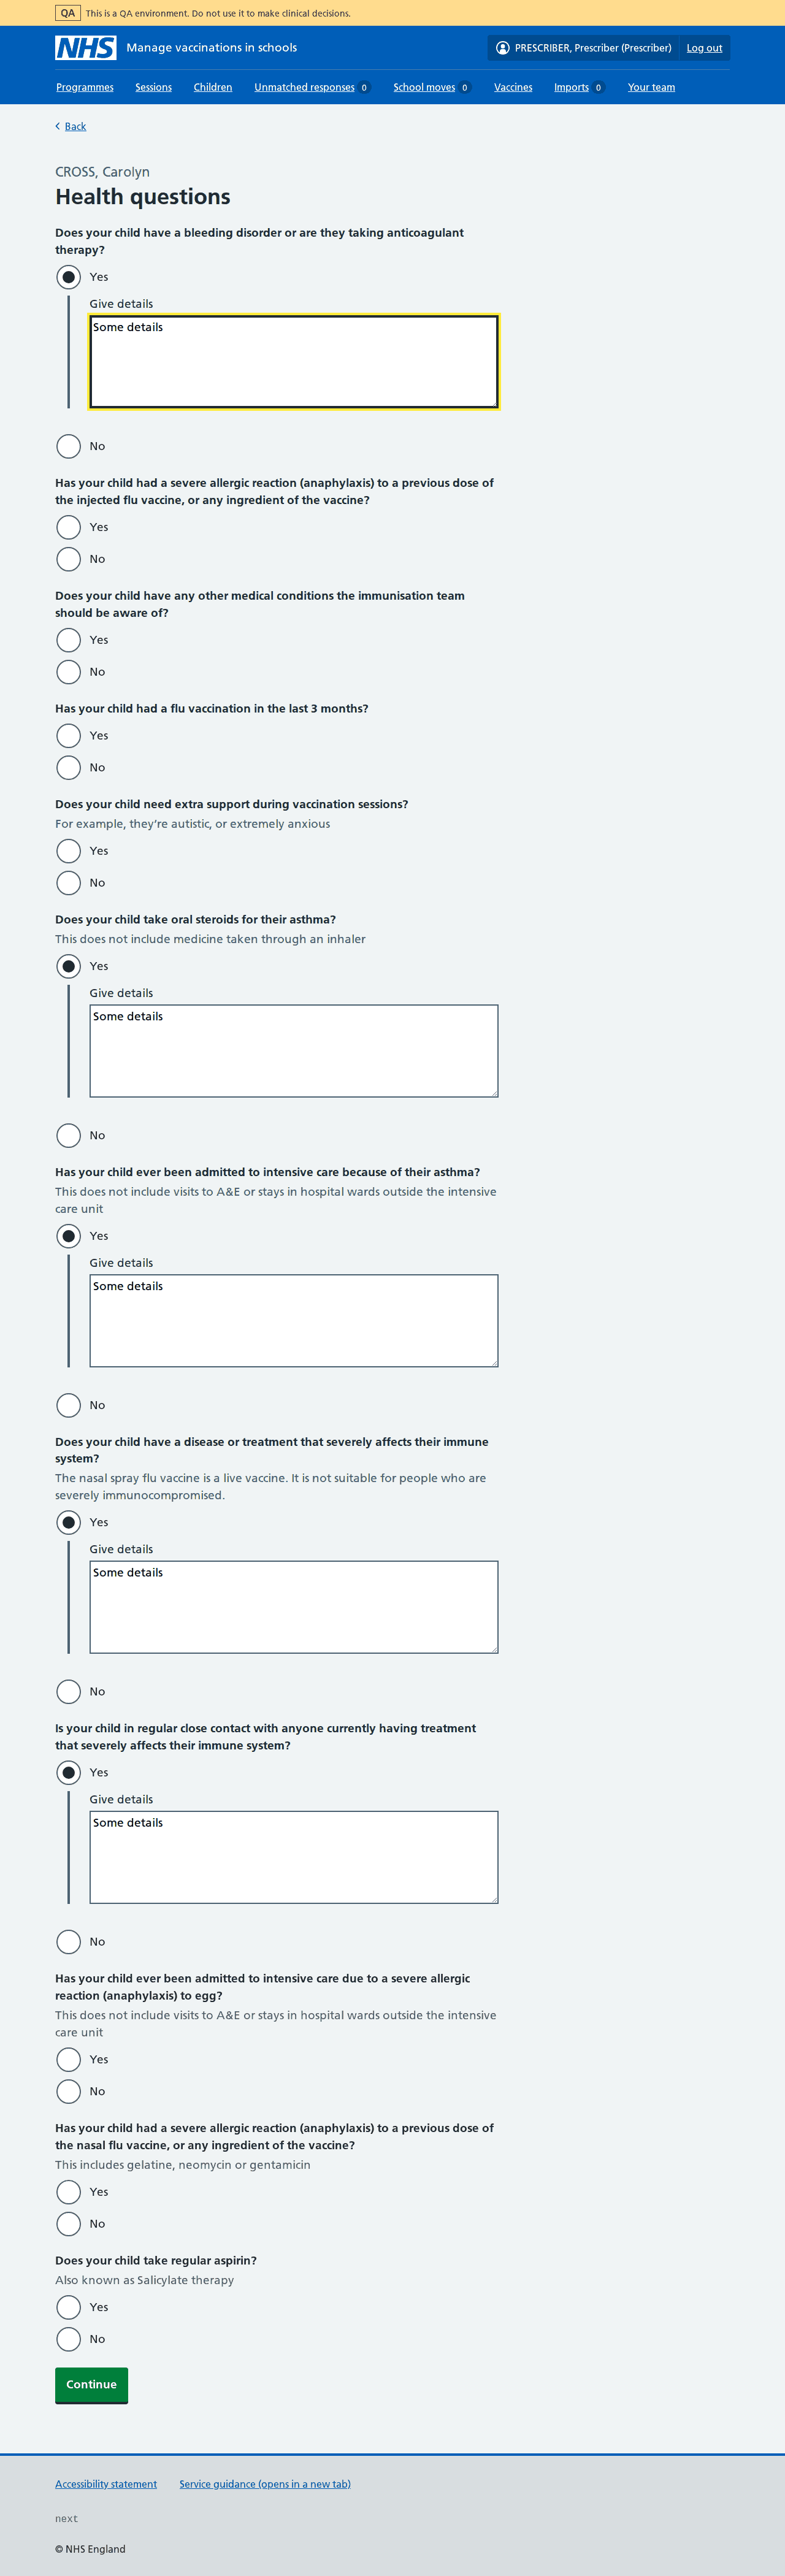 QA This is a QA environment. Do not use it to make clinical decisions.
NHS Manage vaccinations in schools PRESCRIBER, Prescriber (Prescriber) Log out
Programmes Sessions Children Unmatched responses 0 School moves 0 Vaccines Imports 0 Your team
Back
CROSS, Carolyn
Health questions
Does your child have a bleeding disorder or are they taking anticoagulant
therapy?
Yes
Give details
Some details
No
Has your child had a severe allergic reaction (anaphylaxis) to a previous dose of
the injected flu vaccine, or any ingredient of the vaccine?
Yes
No
Does your child have any other medical conditions the immunisation team
should be aware of?
Yes
No
Has your child had a flu vaccination in the last 3 months?
Yes
No
Does your child need extra support during vaccination sessions?
For example, they’re autistic, or extremely anxious
Yes
No
Does your child take oral steroids for their asthma?
This does not include medicine taken through an inhaler
Yes
Give details
Some details
No
Has your child ever been admitted to intensive care because of their asthma?
This does not include visits to A&E or stays in hospital wards outside the intensive
care unit
Yes
Give details
Some details
No
Does your child have a disease or treatment that severely affects their immune
system?
The nasal spray flu vaccine is a live vaccine. It is not suitable for people who are
severely immunocompromised.
Yes
Give details
Some details
No
Is your child in regular close contact with anyone currently having treatment
that severely affects their immune system?
Yes
Give details
Some details
No
Has your child ever been admitted to intensive care due to a severe allergic
reaction (anaphylaxis) to egg?
This does not include visits to A&E or stays in hospital wards outside the intensive
care unit
Yes
No
Has your child had a severe allergic reaction (anaphylaxis) to a previous dose of
the nasal flu vaccine, or any ingredient of the vaccine?
This includes gelatine, neomycin or gentamicin
Yes
No
Does your child take regular aspirin?
Also known as Salicylate therapy
Yes
No
Continue
Accessibility statement Service guidance (opens in a new tab)
next
© NHS England